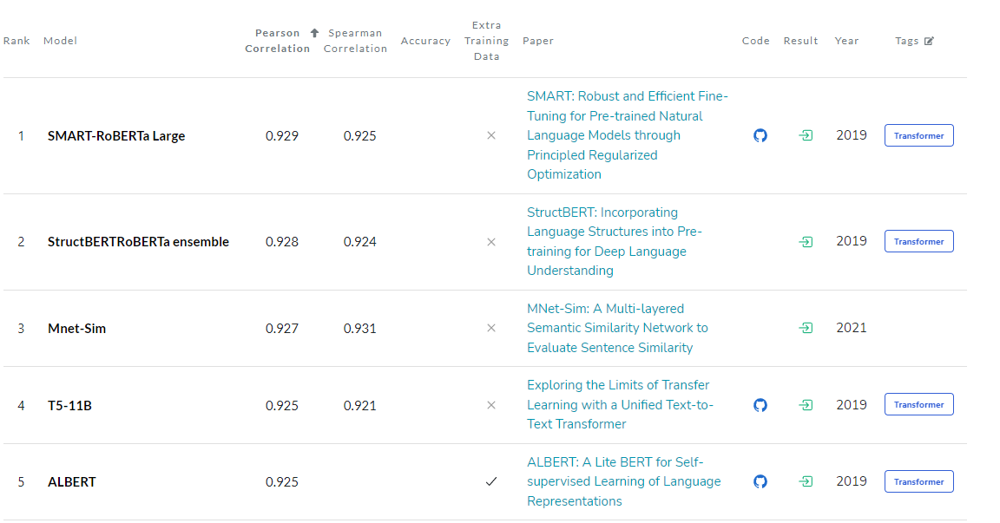 Rank Model Pearson Correlation Spearman Correlation Accuracy Extra Training Data Paper Code Result Year Tags
1 SMART-RoBERTa Large 0.929 0.925 SMART: Robust and Efficient Fine-
Tuning for Pre-trained Natural
Language Models through
Principled Regularized
Optimization 2019 Transformer
2 StructBERTRoBERTa ensemble 0.928 0.924 StructBERT: Incorporating
Language Structures into Pre-
training for Deep Language
Understanding 2019 Transformer
3 Mnet-Sim 0.927 0.931 MNet-Sim: A Multi-layered
Semantic Similarity Network to
Evaluate Sentence Similarity 2021
4 T5-11B 0.925 0.921 Exploring the Limits of Transfer
Learning with a Unified Text-to-
Text Transformer 2019 Transformer
5 ALBERT 0.925 ALBERT: A Lite BERT for Self-
supervised Learning of Language
Representations 2019 Transformer